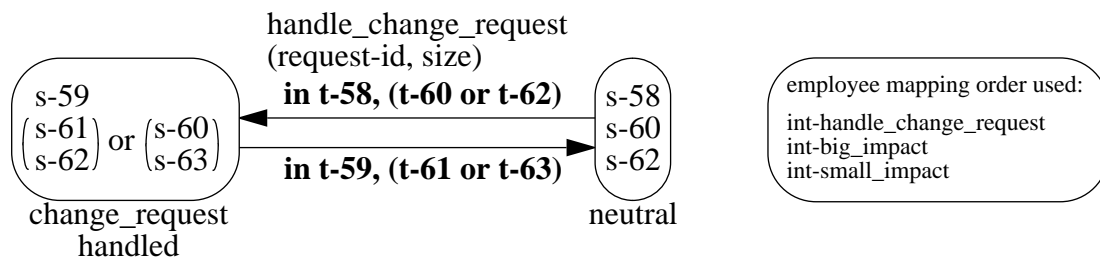 handle_change_request
(request-id, size)
in t-58, (t-60 or t-62)
s-59
(s-61 s-62) or (s-60 s-63)
s-58
s-60
s-62
in t-59, (t-61 or t-63)
change_request
handled
neutral
employee mapping order used:
int-handle_change_request
int-big_impact
int-small_impact